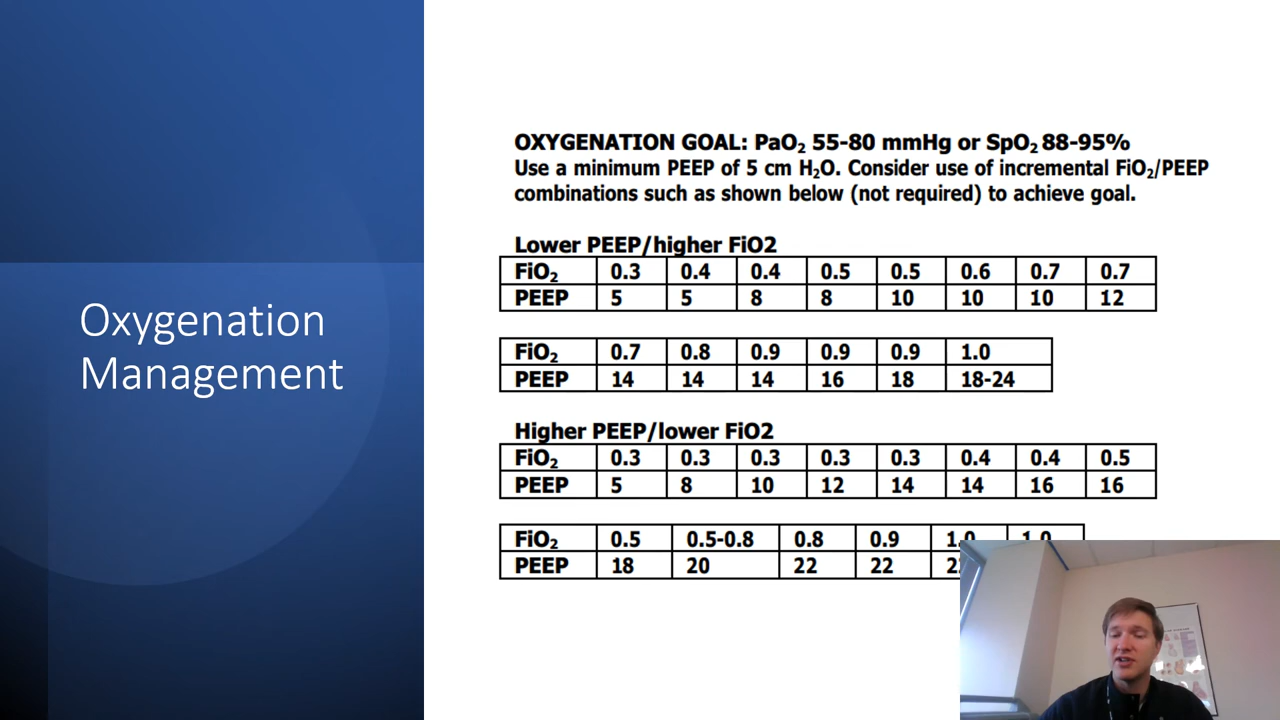 Oxygenation
Management
OXYGENATION GOAL: PaO₂ 55-80 mmHg or SpO₂ 88-95%
Use a minimum PEEP of 5 cm H₂O. Consider use of incremental FiO₂/PEEP
combinations such as shown below (not required) to achieve goal.
Lower PEEP/higher FiO2
FiO₂ 0.3 0.4 0.4 0.5 0.5 0.6 0.7 0.7
PEEP 5 5 8 8 10 10 10 12
FiO₂ 0.7 0.8 0.9 0.9 0.9 1.0
PEEP 14 14 14 16 18 18-24
Higher PEEP/lower FiO2
FiO₂ 0.3 0.3 0.3 0.3 0.3 0.4 0.4 0.5
PEEP 5 8 10 12 14 14 16 16
FiO₂ 0.5 0.5-0.8 0.8 0.9 1.0 1.0
PEEP 18 20 22 22